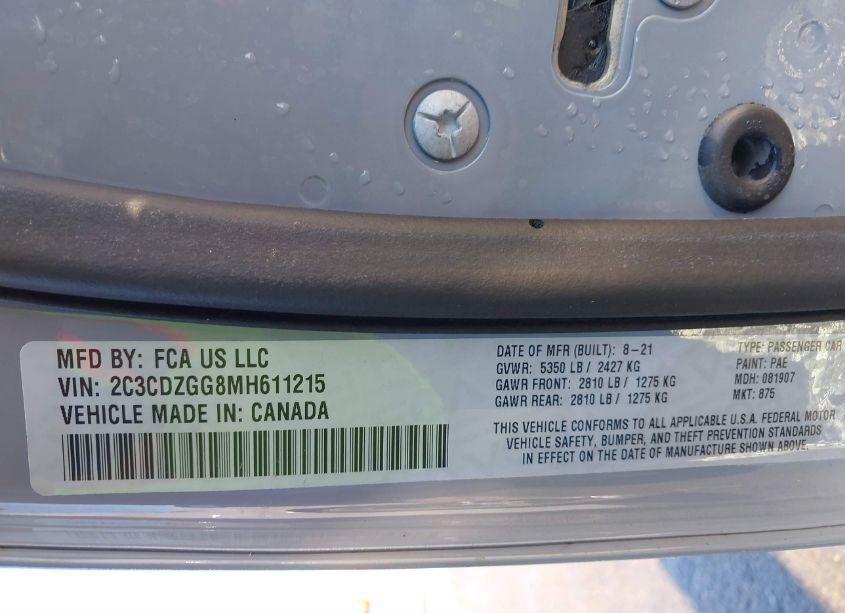 MFD BY: FCA US LLC
VIN: 2C3CDZGG8MH611215
VEHICLE MADE IN: CANADA
DATE OF MFR (BUILT): 8-21
GVWR: 5350 LB / 2427 KG
GAWR FRONT: 2810 LB / 1275 KG
GAWR REAR: 2810 LB / 1275 KG
TYPE: PASSENGER CAR
PAINT: PAE
MDH: 081907
MKT: 875
THIS VEHICLE CONFORMS TO ALL APPLICABLE U.S.A. FEDERAL MOTOR
VEHICLE SAFETY, BUMPER, AND THEFT PREVENTION STANDARDS
IN EFFECT ON THE DATE OF MANUFACTURE SHOWN ABOVE.